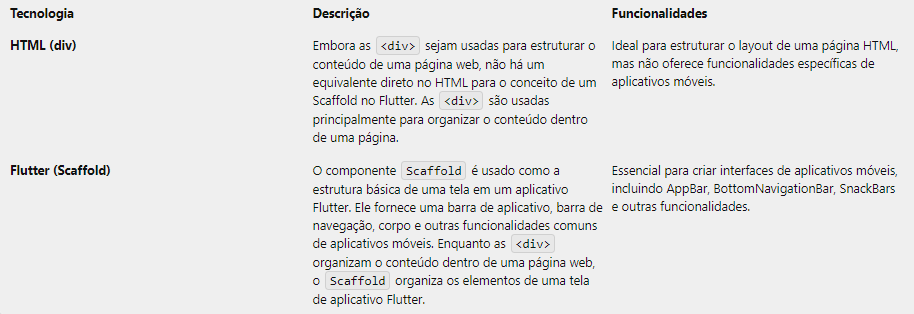 Tecnologia Descrição Funcionalidades
HTML (div)
Embora as <div> sejam usadas para estruturar o
conteúdo de uma página web, não há um
equivalente direto no HTML para o conceito de um
Scaffold no Flutter. As <div> são usadas
principalmente para organizar o conteúdo dentro
de uma página.
Ideal para estruturar o layout de uma página HTML,
mas não oferece funcionalidades específicas de
aplicativos móveis.
Flutter (Scaffold)
O componente Scaffold é usado como a
estrutura básica de uma tela em um aplicativo
Flutter. Ele fornece uma barra de aplicativo, barra de
navegação, corpo e outras funcionalidades comuns
de aplicativos móveis. Enquanto as <div>
organizam o conteúdo dentro de uma página web,
o Scaffold organiza os elementos de uma tela
de aplicativo Flutter.
Essencial para criar interfaces de aplicativos móveis,
incluindo AppBar, BottomNavigationBar, SnackBars
e outras funcionalidades.